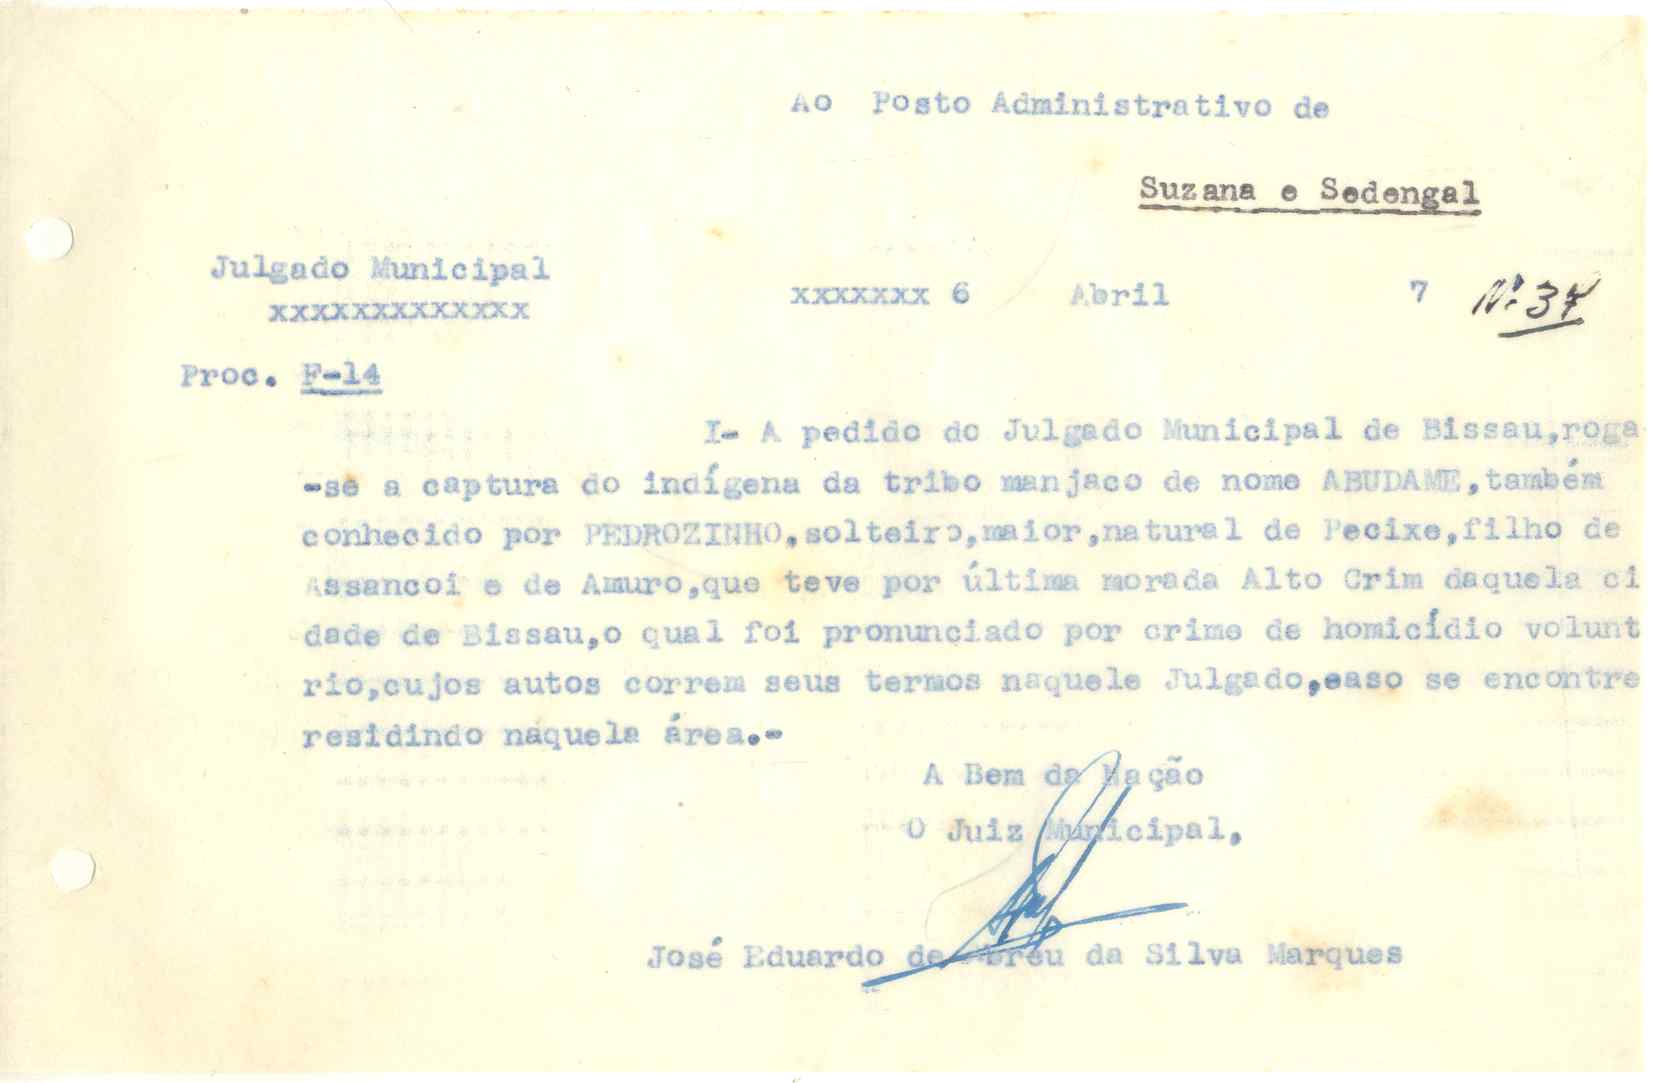 Ao Posto Administrativo de
Suzana e Sedengal
Julgado Municipal
xxxxxxxxxxxxx
xxxxxxx 6 Abril 7 Nº 37
Proc. F-14
I- A pedido do Julgado Municipal de Bissau,roga
-se a captura do indígena da tribo manjaco de nome ABUDAME,também
conhecido por PEDROZINHO,solteiro,maior,natural de Pecixe,filho de
Assancoi e de Amuro,que teve por última morada Alto Crim daquela ci
dade de Bissau,o qual foi pronunciado por crime de homicídio volunt
rio,cujos autos correm seus termos naquele Julgado,caso se encontre
residindo naquela área.-
A Bem da Nação
O Juiz Municipal,
José Eduardo de Abreu da Silva Marques